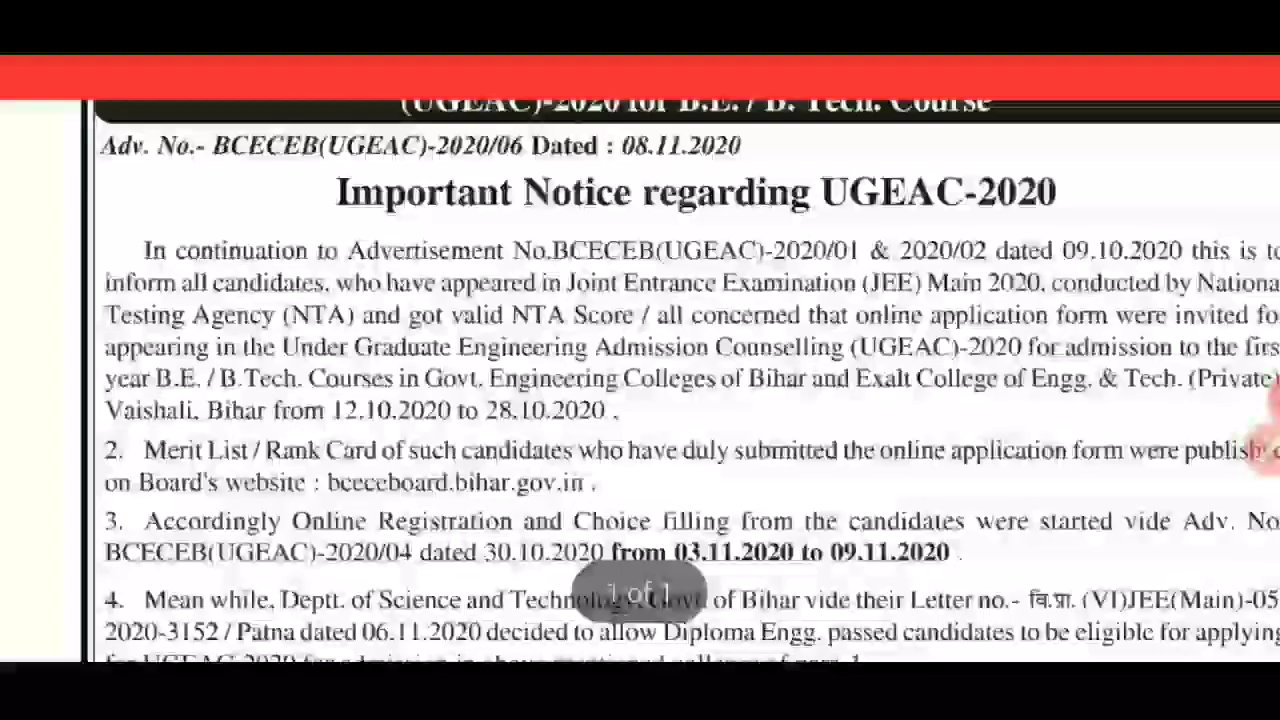 (UGEAC)-2020 for B.E. / B. Tech. Course
Adv. No.- BCECEB(UGEAC)-2020/06 Dated : 08.11.2020
Important Notice regarding UGEAC-2020
In continuation to Advertisement No.BCECEB(UGEAC)-2020/01 & 2020/02 dated 09.10.2020 this is to
inform all candidates, who have appeared in Joint Entrance Examination (JEE) Main 2020, conducted by Nationa
Testing Agency (NTA) and got valid NTA Score / all concerned that online application form were invited fo
appearing in the Under Graduate Engineering Admission Counselling (UGEAC)-2020 for admission to the firs
year B.E. / B.Tech. Courses in Govt. Engineering Colleges of Bihar and Exalt College of Engg. & Tech. (Private)
Vaishali, Bihar from 12.10.2020 to 28.10.2020 .
2. Merit List / Rank Card of such candidates who have duly submitted the online application form were publish
on Board's website : bceceboard.bihar.gov.in .
3. Accordingly Online Registration and Choice filling from the candidates were started vide Adv. No
BCECEB(UGEAC)-2020/04 dated 30.10.2020 from 03.11.2020 to 09.11.2020 .
4. Mean while, Deptt. of Science and Technology, Govt. of Bihar vide their Letter no.- वि.प्रा. (VI)JEE(Main)-05
2020-3152 / Patna dated 06.11.2020 decided to allow Diploma Engg. passed candidates to be eligible for applying
1 of 1